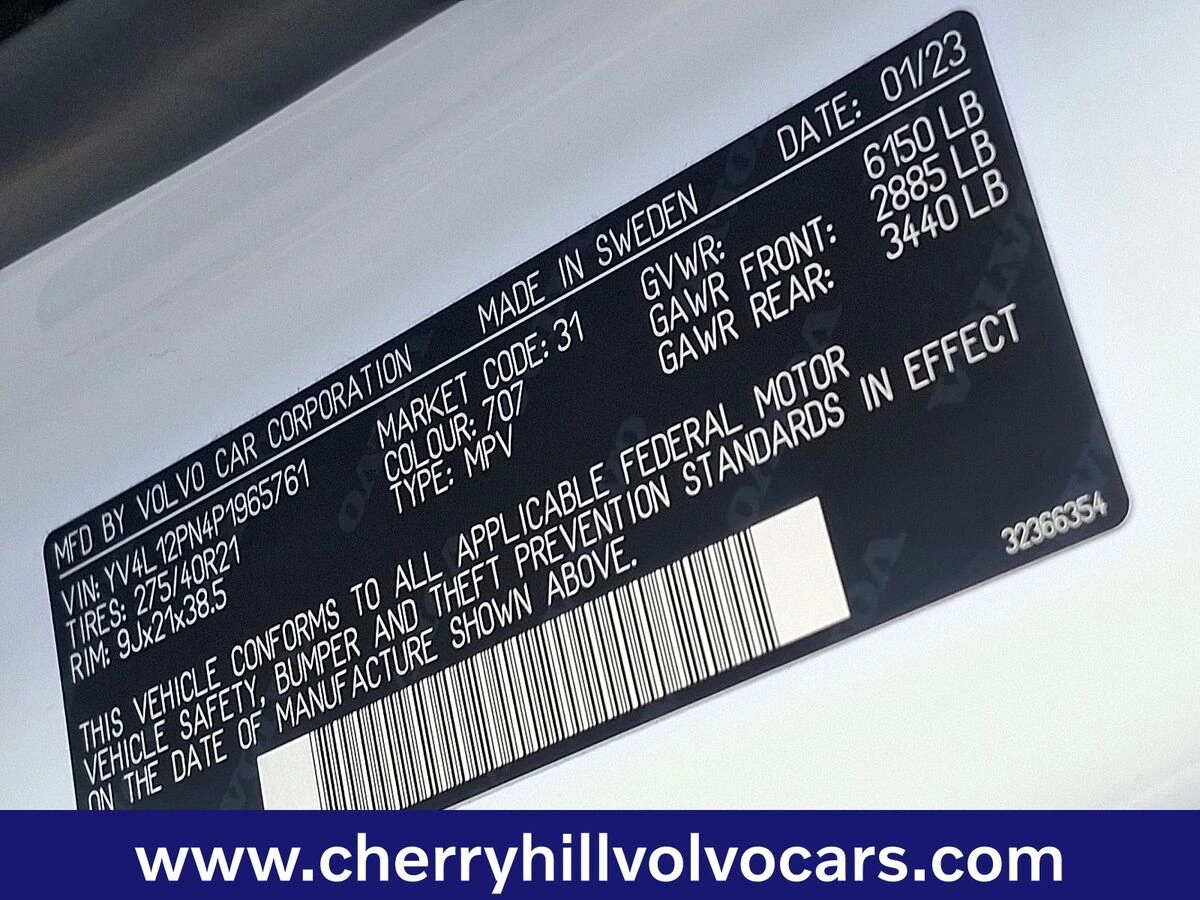 MFD BY VOLVO CAR CORPORATION MADE IN SWEDEN DATE: 01/23
VIN: YV4L12PN4P1965761 MARKET CODE: 31 GVWR: 6150 LB
TIRES: 275/40R21 COLOUR: 707 GAWR FRONT: 2885 LB
RIM: 9Jx21x38.5 TYPE: MPV GAWR REAR: 3440 LB
THIS VEHICLE CONFORMS TO ALL APPLICABLE FEDERAL MOTOR
VEHICLE SAFETY, BUMPER AND THEFT PREVENTION STANDARDS IN EFFECT
ON THE DATE OF MANUFACTURE SHOWN ABOVE.
32366354
www.cherryhillvolvocars.com